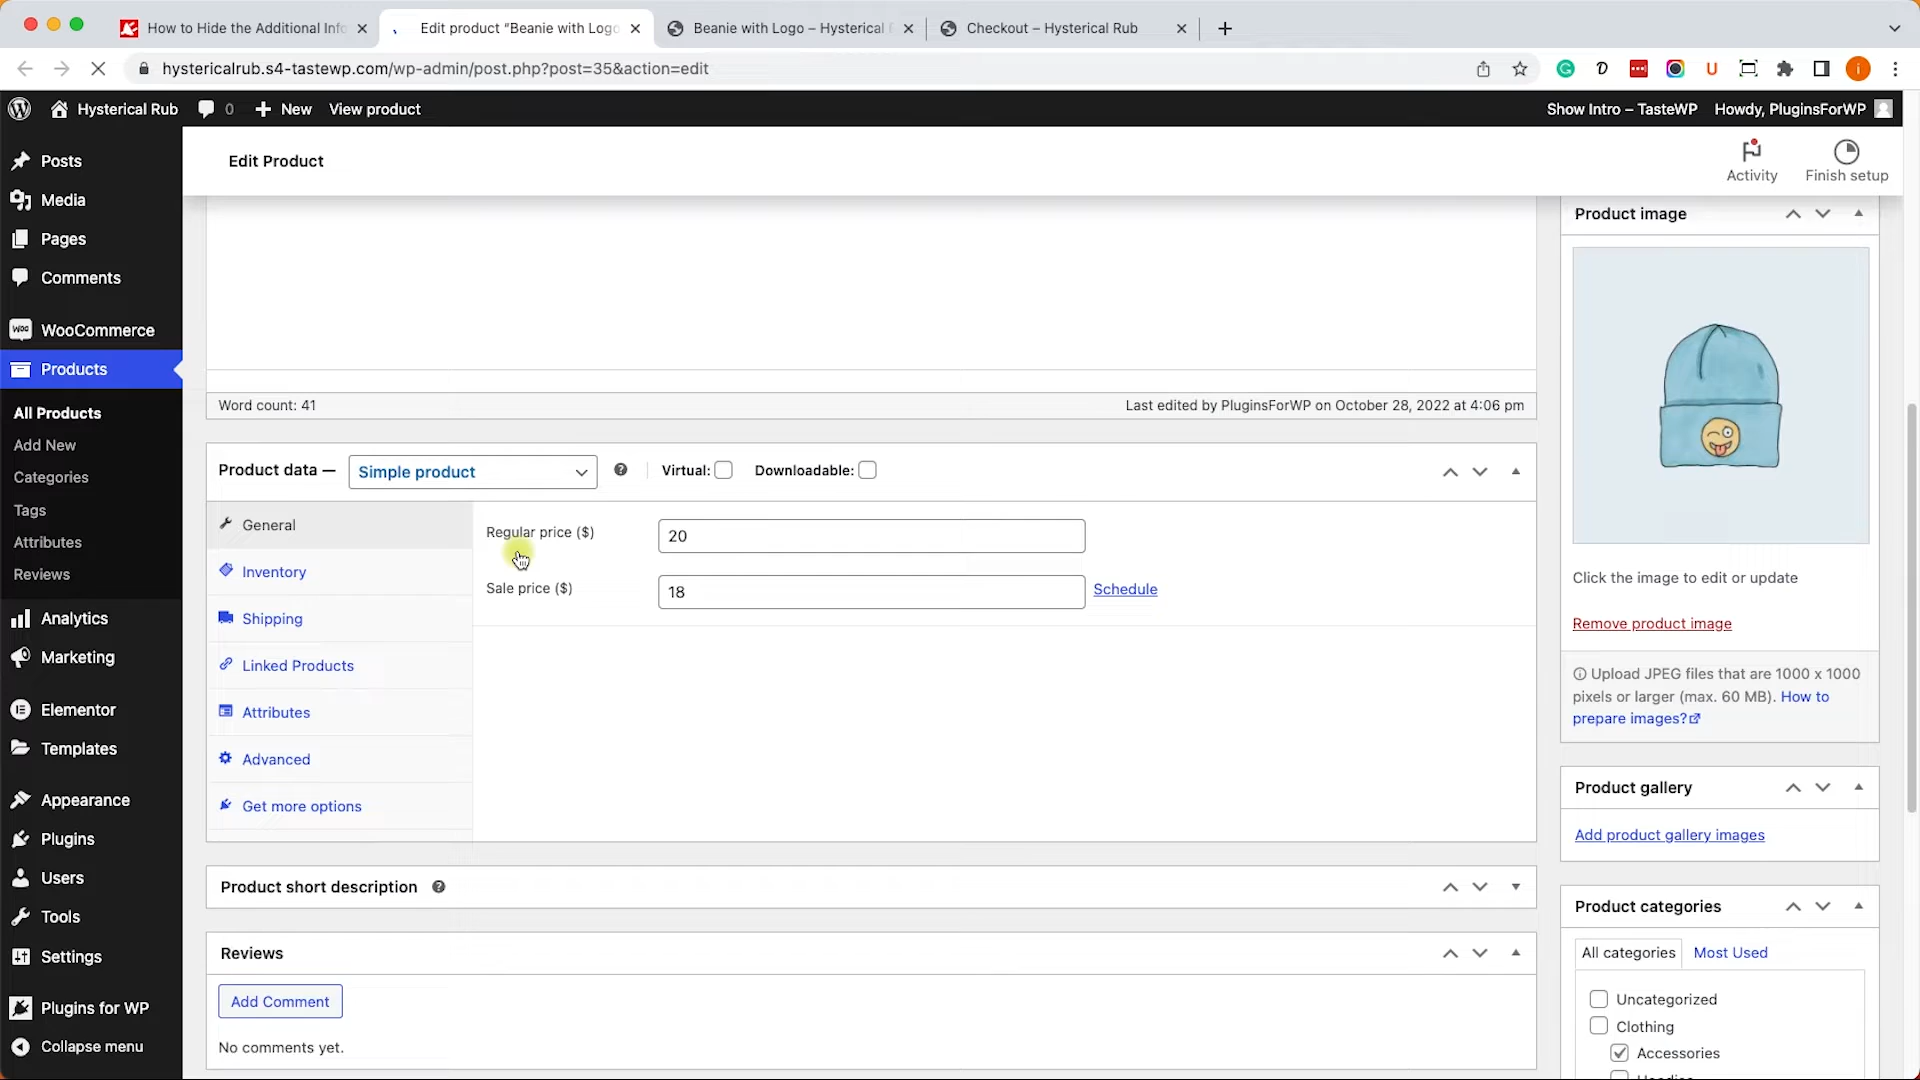 How to Hide the Additional Info
Edit product "Beanie with Logo
Beanie with Logo – Hysterical
Checkout – Hysterical Rub
hystericalrub.s4-tastewp.com/wp-admin/post.php?post=35&action=edit
Hysterical Rub
0
New
View product
Show Intro – TasteWP
Howdy, PluginsForWP
Posts
Media
Pages
Comments
WooCommerce
Products
All Products
Add New
Categories
Tags
Attributes
Reviews
Analytics
Marketing
Elementor
Templates
Appearance
Plugins
Users
Tools
Settings
Plugins for WP
Collapse menu
Edit Product
Activity
Finish setup
Word count: 41
Last edited by PluginsForWP on October 28, 2022 at 4:06 pm
Product data —
Simple product
Virtual:
Downloadable:
General
Inventory
Shipping
Linked Products
Attributes
Advanced
Get more options
Regular price ($)
20
Sale price ($)
18
Schedule
Product short description
Reviews
Add Comment
No comments yet.
Product image
Click the image to edit or update
Remove product image
Upload JPEG files that are 1000 x 1000
pixels or larger (max. 60 MB). How to
prepare images?
Product gallery
Add product gallery images
Product categories
All categories
Most Used
Uncategorized
Clothing
Accessories